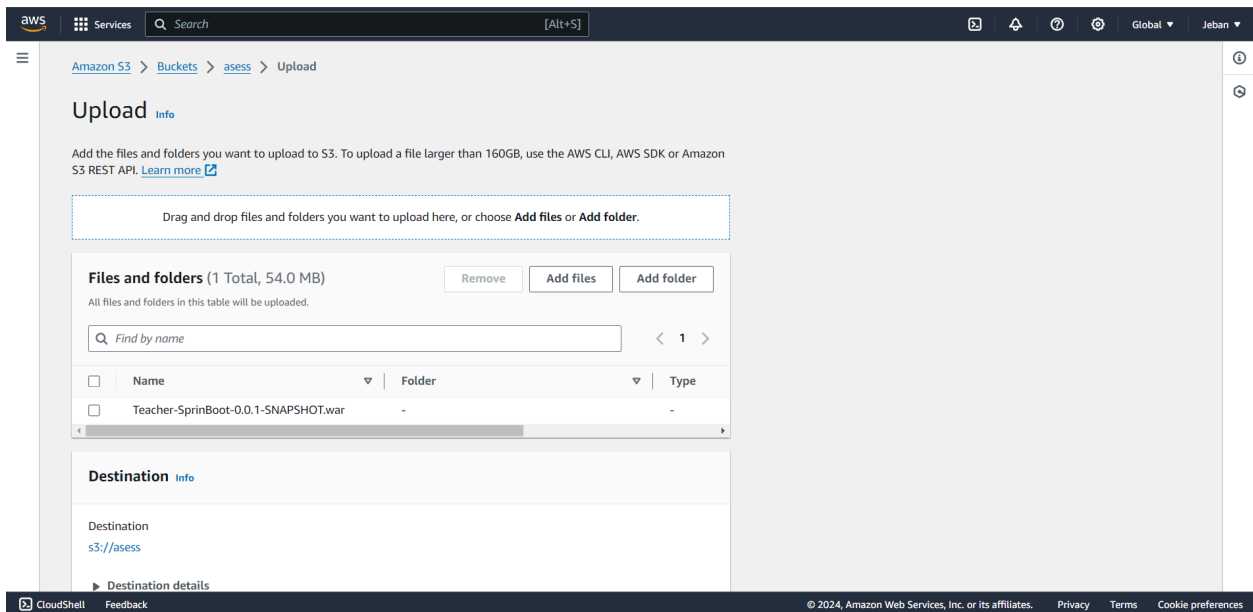 aws
Services
Search
[Alt+S]
Global
Jeban
Amazon S3 > Buckets > asess > Upload
Upload Info
Add the files and folders you want to upload to S3. To upload a file larger than 160GB, use the AWS CLI, AWS SDK or Amazon
S3 REST API. Learn more
Drag and drop files and folders you want to upload here, or choose Add files or Add folder.
Files and folders (1 Total, 54.0 MB)
Remove
Add files
Add folder
All files and folders in this table will be uploaded.
Find by name
1
Name
Folder
Type
Teacher-SprinBoot-0.0.1-SNAPSHOT.war
-
-
Destination Info
Destination
s3://asess
Destination details
CloudShell
Feedback
© 2024, Amazon Web Services, Inc. or its affiliates.
Privacy
Terms
Cookie preferences